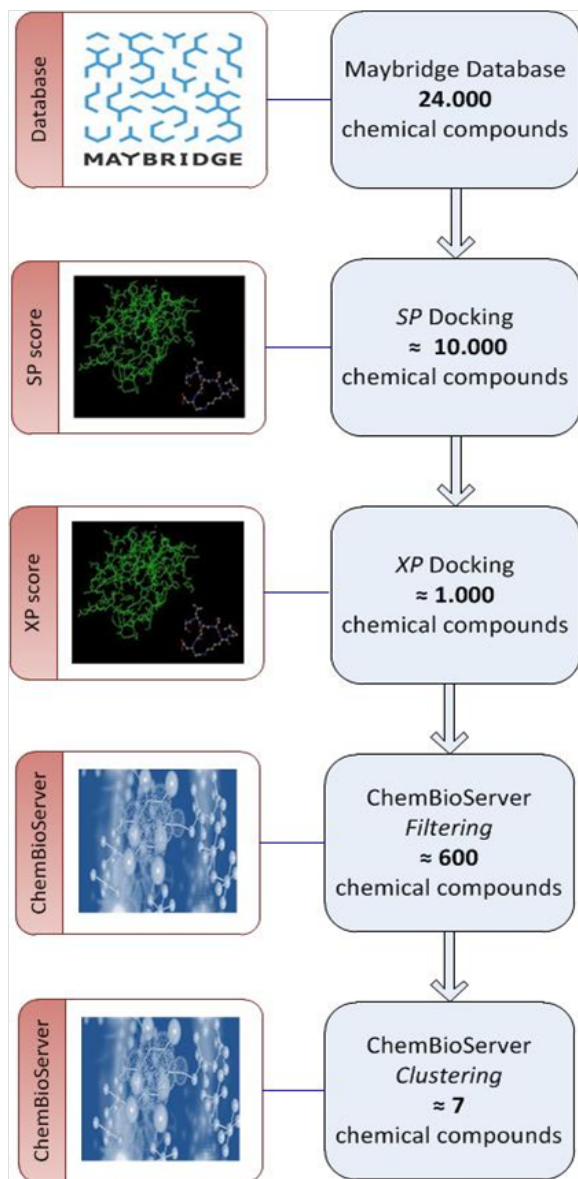 Database
MAYBRIDGE
Maybridge Database
24.000
chemical compounds
SP score
SP Docking
≈ 10.000
chemical compounds
XP score
XP Docking
≈ 1.000
chemical compounds
ChemBioServer
ChemBioServer
Filtering
≈ 600
chemical compounds
ChemBioServer
ChemBioServer
Clustering
≈ 7
chemical compounds